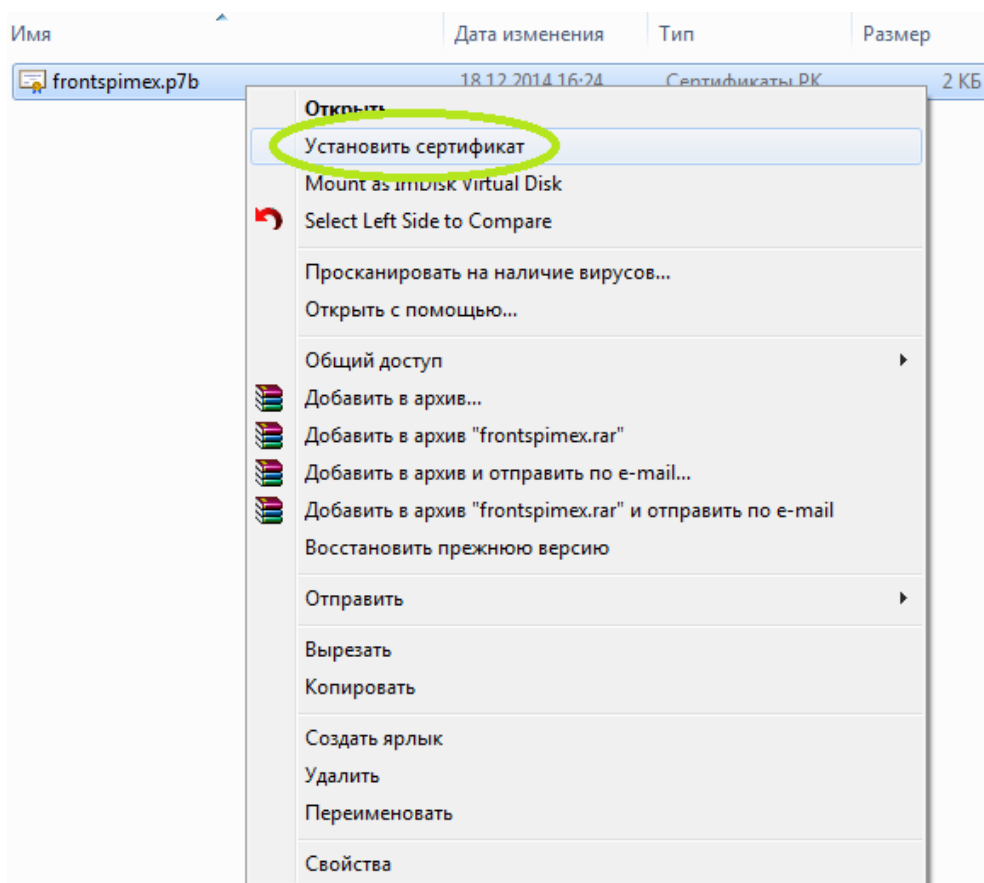 Имя Дата изменения Тип Размер
frontspimex.p7b 18.12.2014 16:24 Сертификаты PK 2 КБ
Открыть
Установить сертификат
Mount as ImDisk Virtual Disk
Select Left Side to Compare
Просканировать на наличие вирусов...
Открыть с помощью...
Общий доступ
Добавить в архив...
Добавить в архив "frontspimex.rar"
Добавить в архив и отправить по e-mail...
Добавить в архив "frontspimex.rar" и отправить по e-mail
Восстановить прежнюю версию
Отправить
Вырезать
Копировать
Создать ярлык
Удалить
Переименовать
Свойства